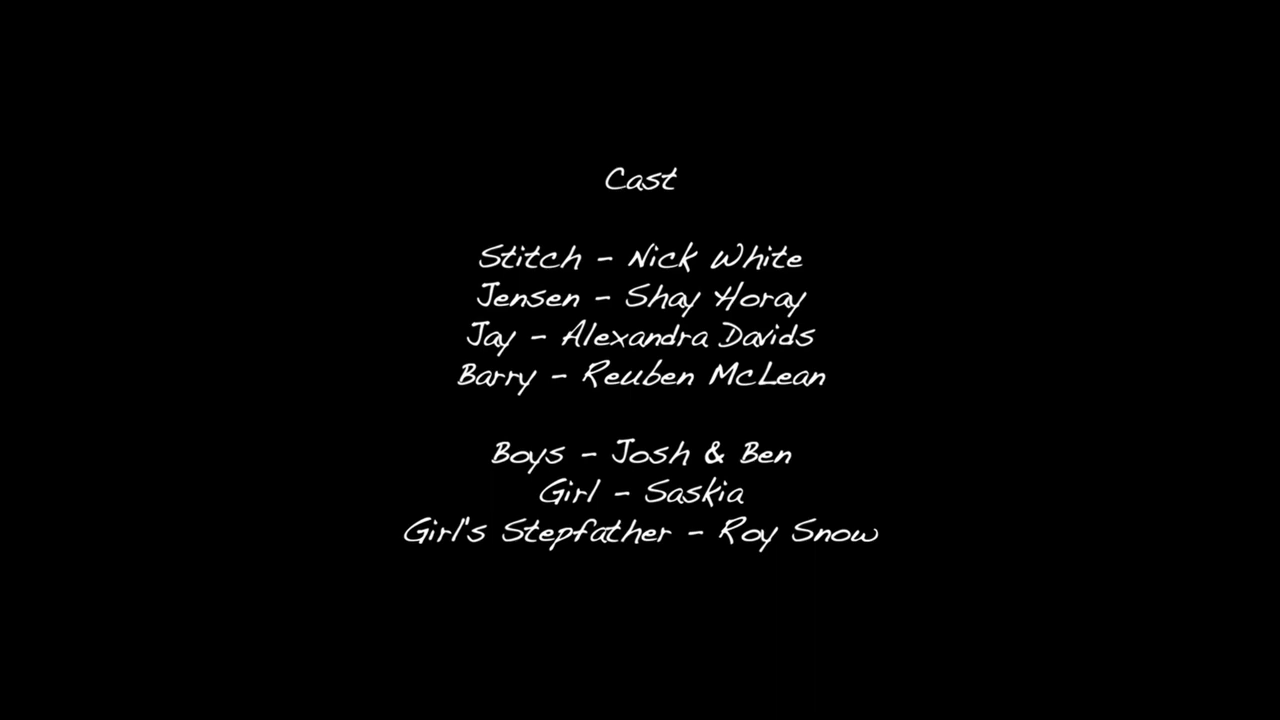 Cast
Stitch - Nick White
Jensen - Shay Horay
Jay - Alexandra Davids
Barry - Reuben McLean
Boys - Josh & Ben
Girl - Saskia
Girl's Stepfather - Roy Snow